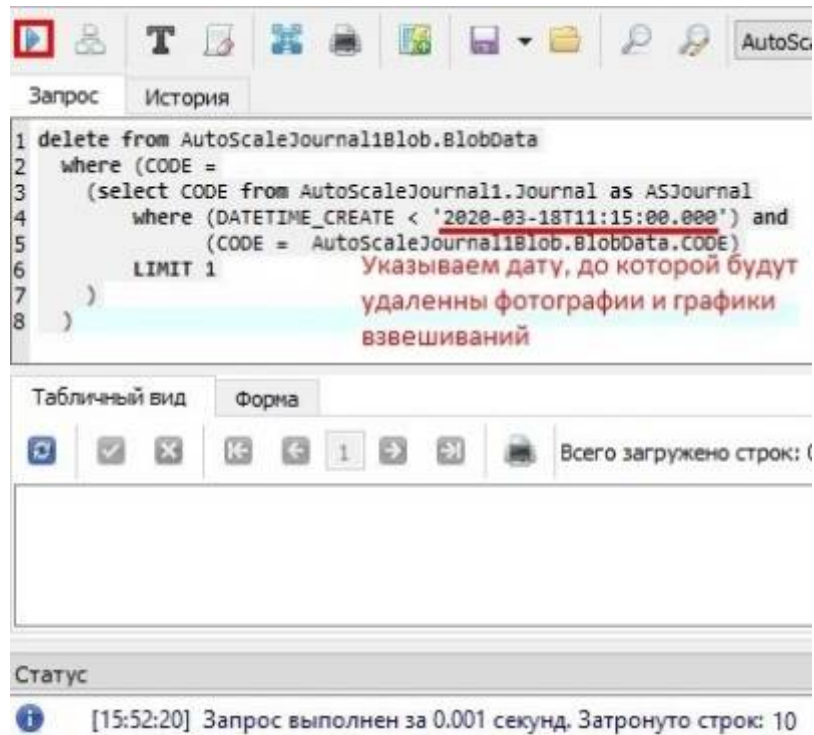 AutoSca
Запрос История
1 delete from AutoScaleJournal1Blob.BlobData
2 where (CODE =
3 (select CODE from AutoScaleJournal1.Journal as ASJournal
4 where (DATETIME_CREATE < '2020-03-18T11:15:00.000') and
5 (CODE = AutoScaleJournal1Blob.BlobData.CODE)
6 LIMIT 1
7 )
8 )
Указываем дату, до которой будут
удаленны фотографии и графики
взвешиваний
Табличный вид Форма
1 Всего загружено строк: 0
Статус
[15:52:20] Запрос выполнен за 0.001 секунд. Затронуто строк: 10